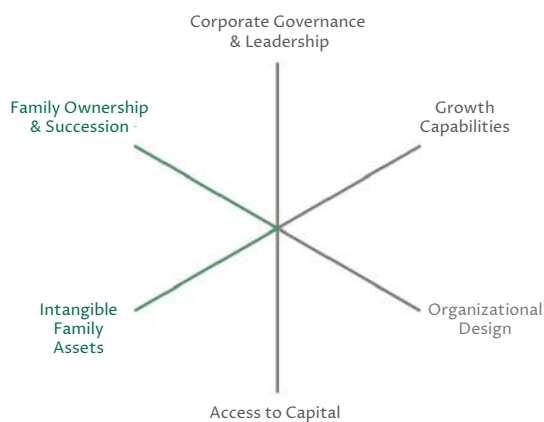 Corporate Governance
& Leadership
Family Ownership
& Succession
Growth
Capabilities
Intangible
Family
Assets
Organizational
Design
Access to Capital